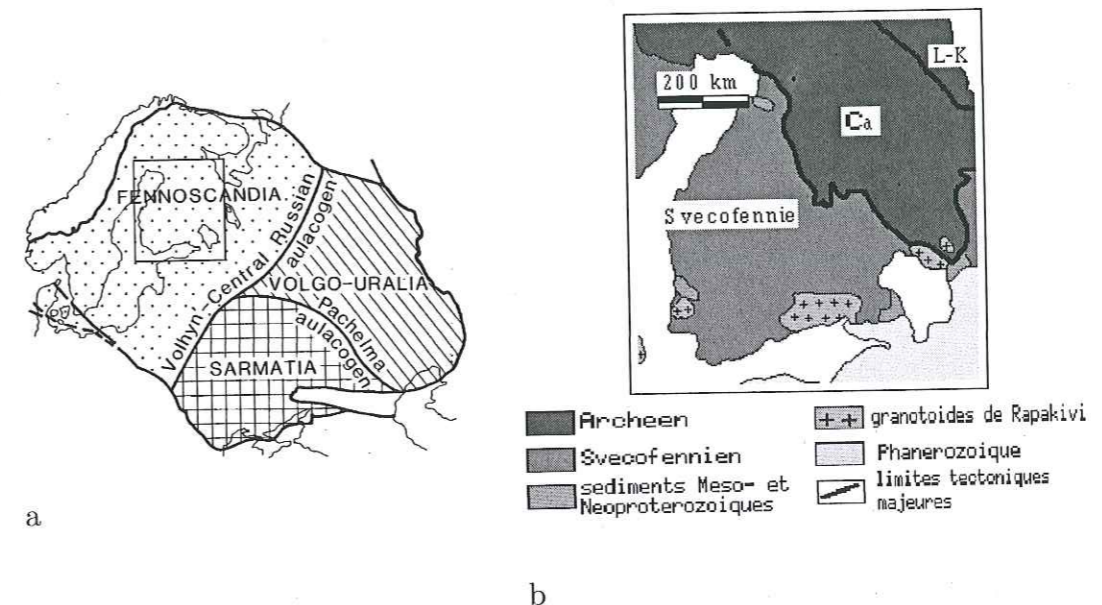 FENNOSCANDIA
Volhyn-Central Russian
aulacogen
VOLGO-URALIA
Pachelma
aulacogen
SARMATIA
a
200 km
L-K
Ca
Svecofennie
Archeen
Svecofennien
sediments Meso- et
Neoproterozoiques
granotoides de Rapakivi
Phanerozoique
limites tectoniques
majeures
b